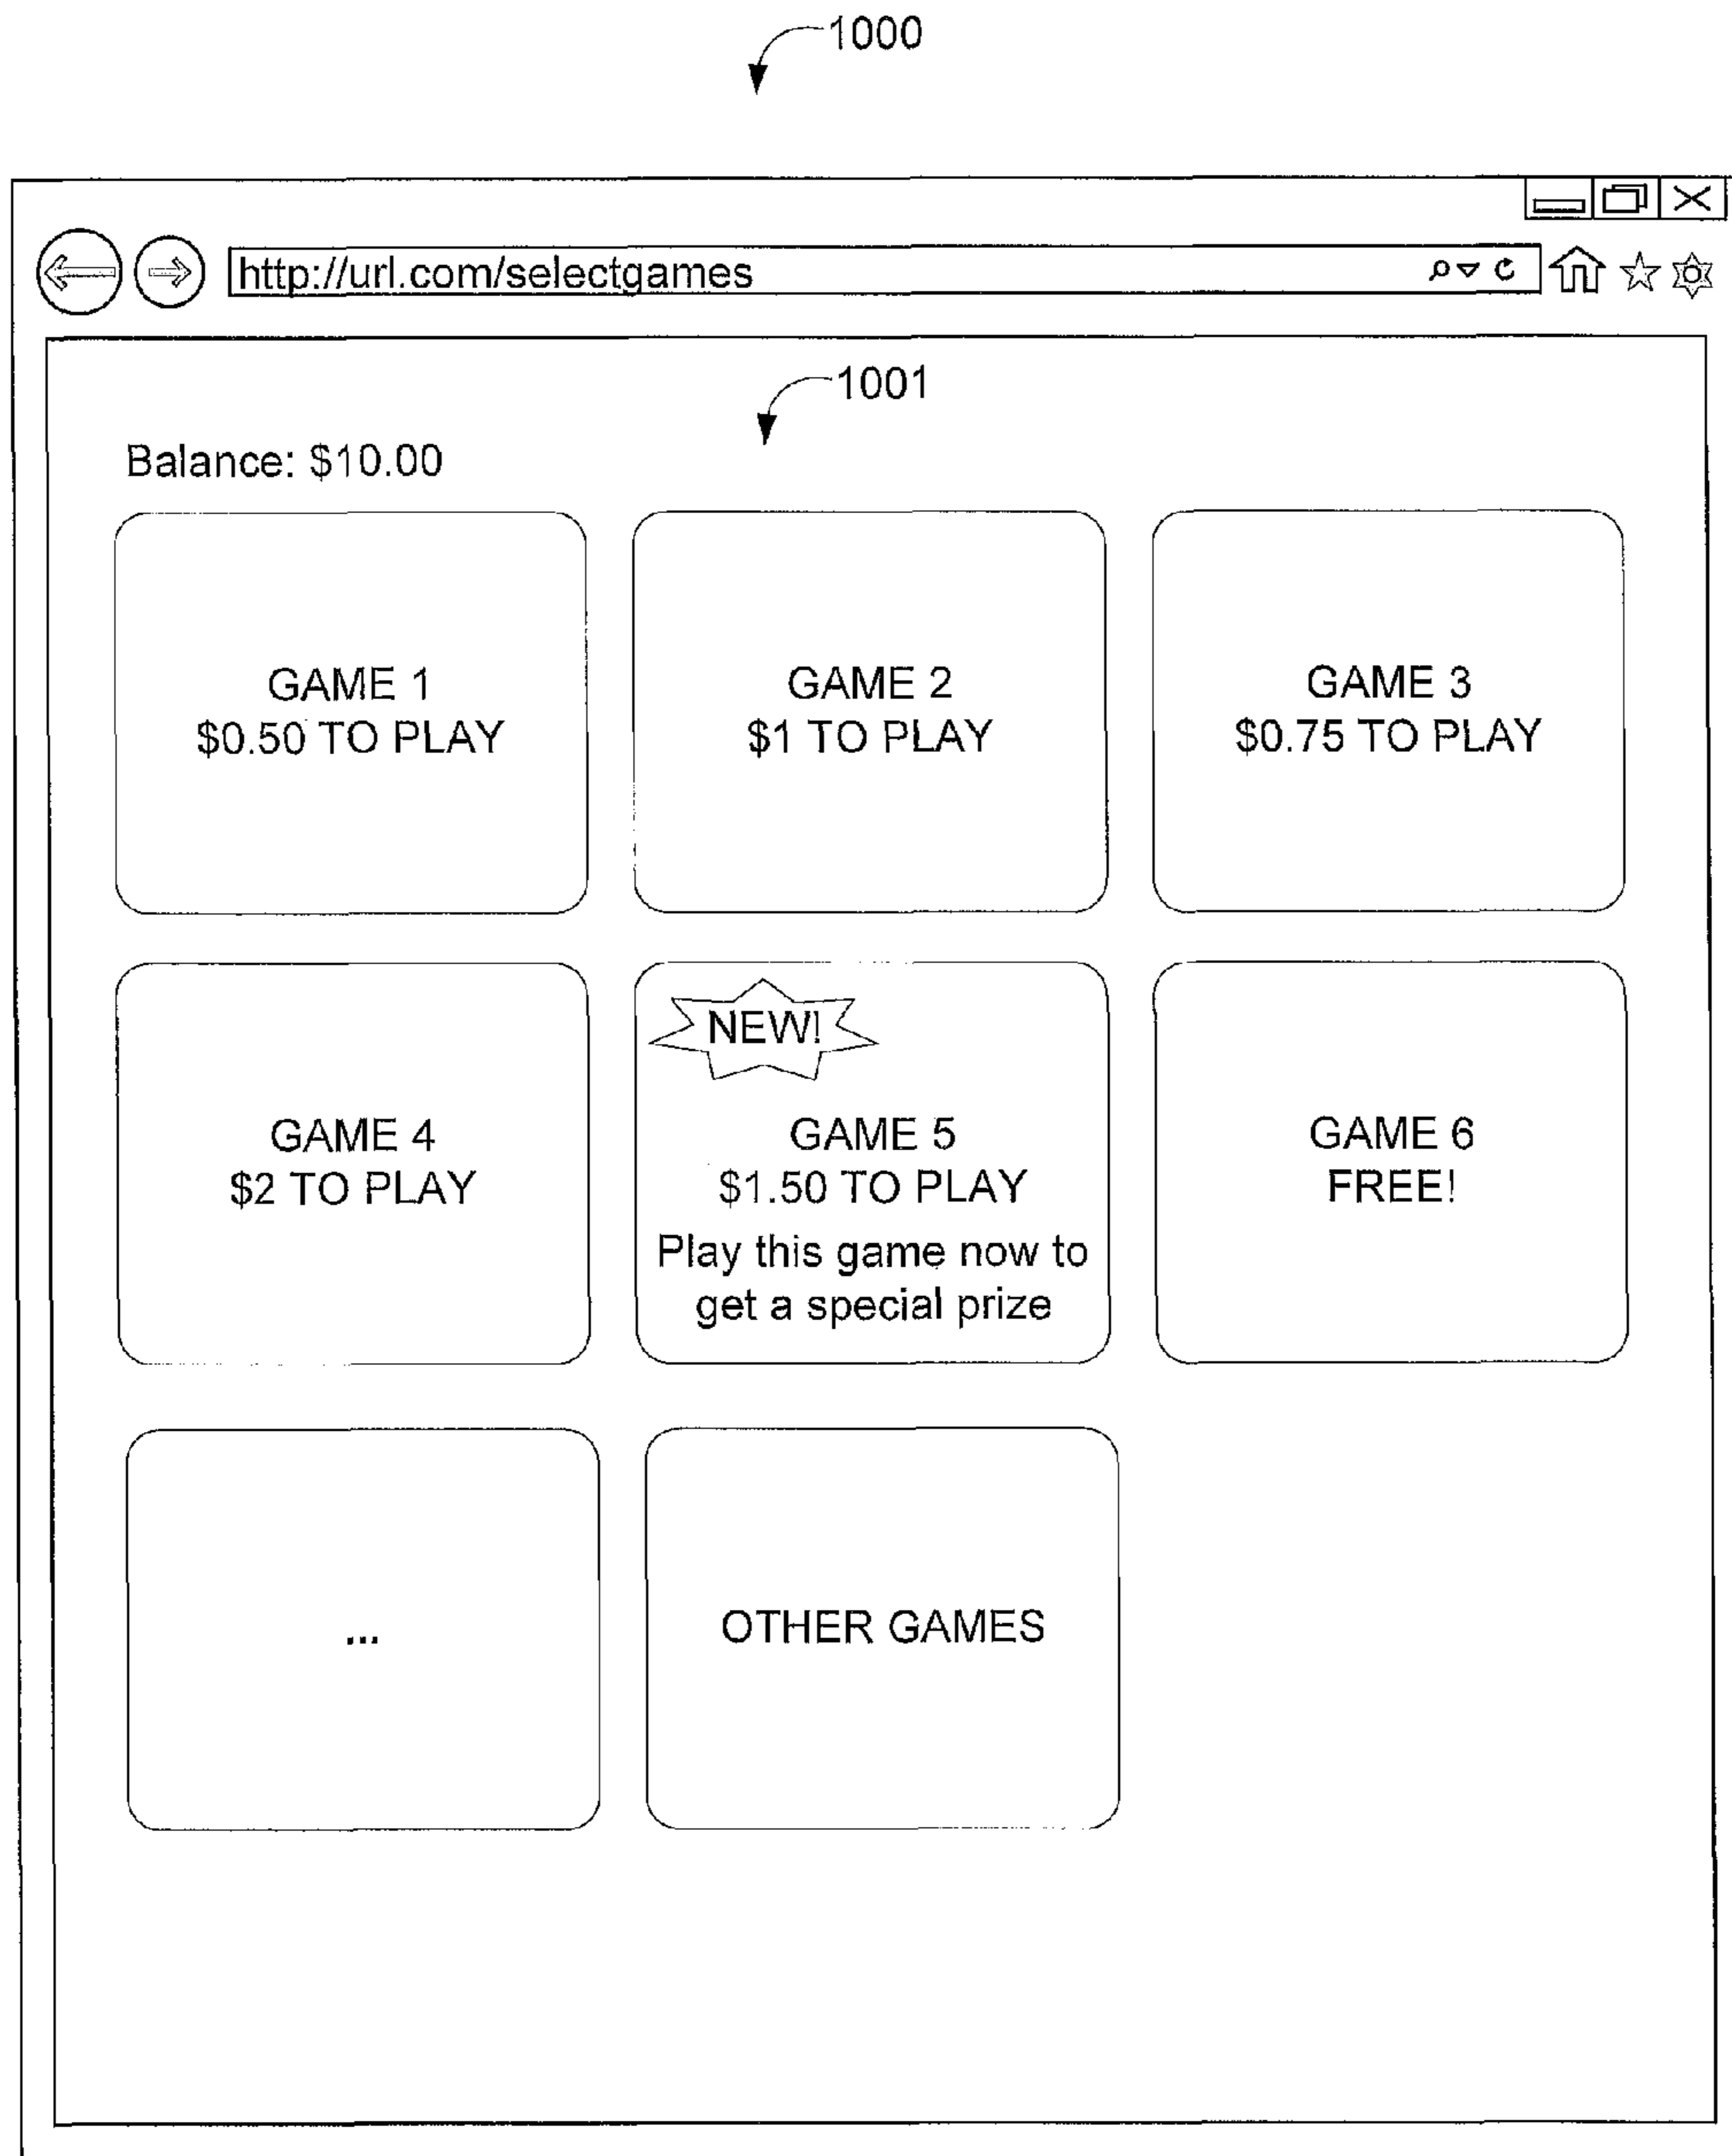 1000
http://url.com/selectgames
1001
Balance: $10.00
GAME 1
$0.50 TO PLAY
GAME 2
$1 TO PLAY
GAME 3
$0.75 TO PLAY
GAME 4
$2 TO PLAY
NEW!
GAME 5
$1.50 TO PLAY
Play this game now to
get a special prize
GAME 6
FREE!
...
OTHER GAMES